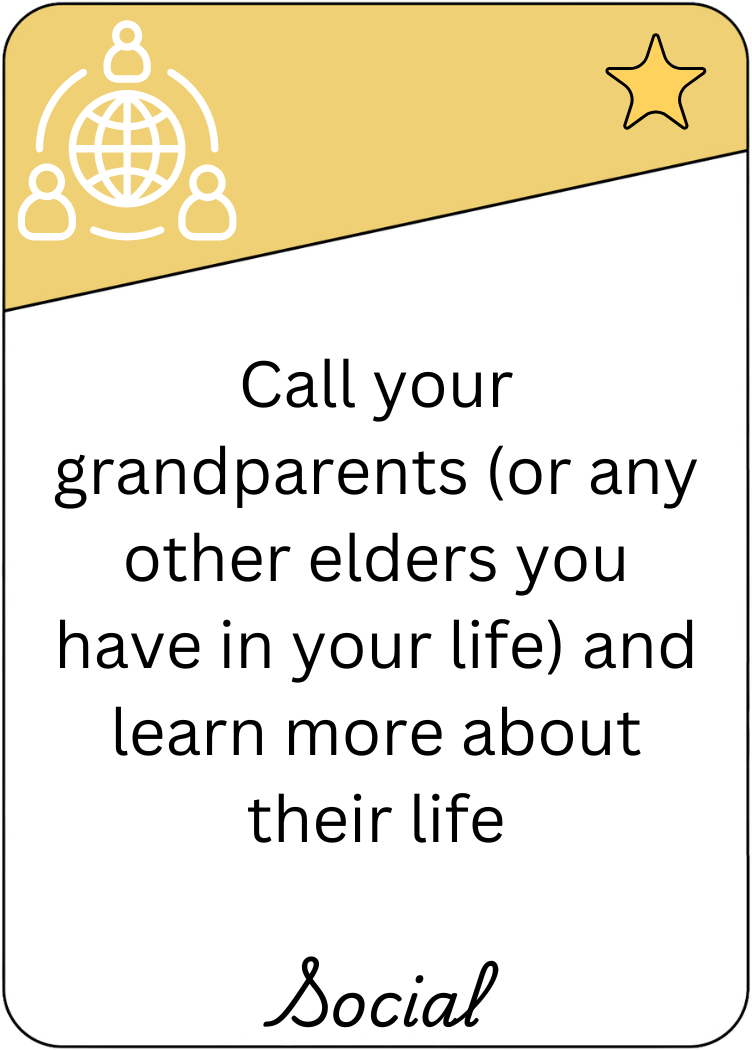 Call your
grandparents (or any
other elders you
have in your life) and
learn more about
their life
Social